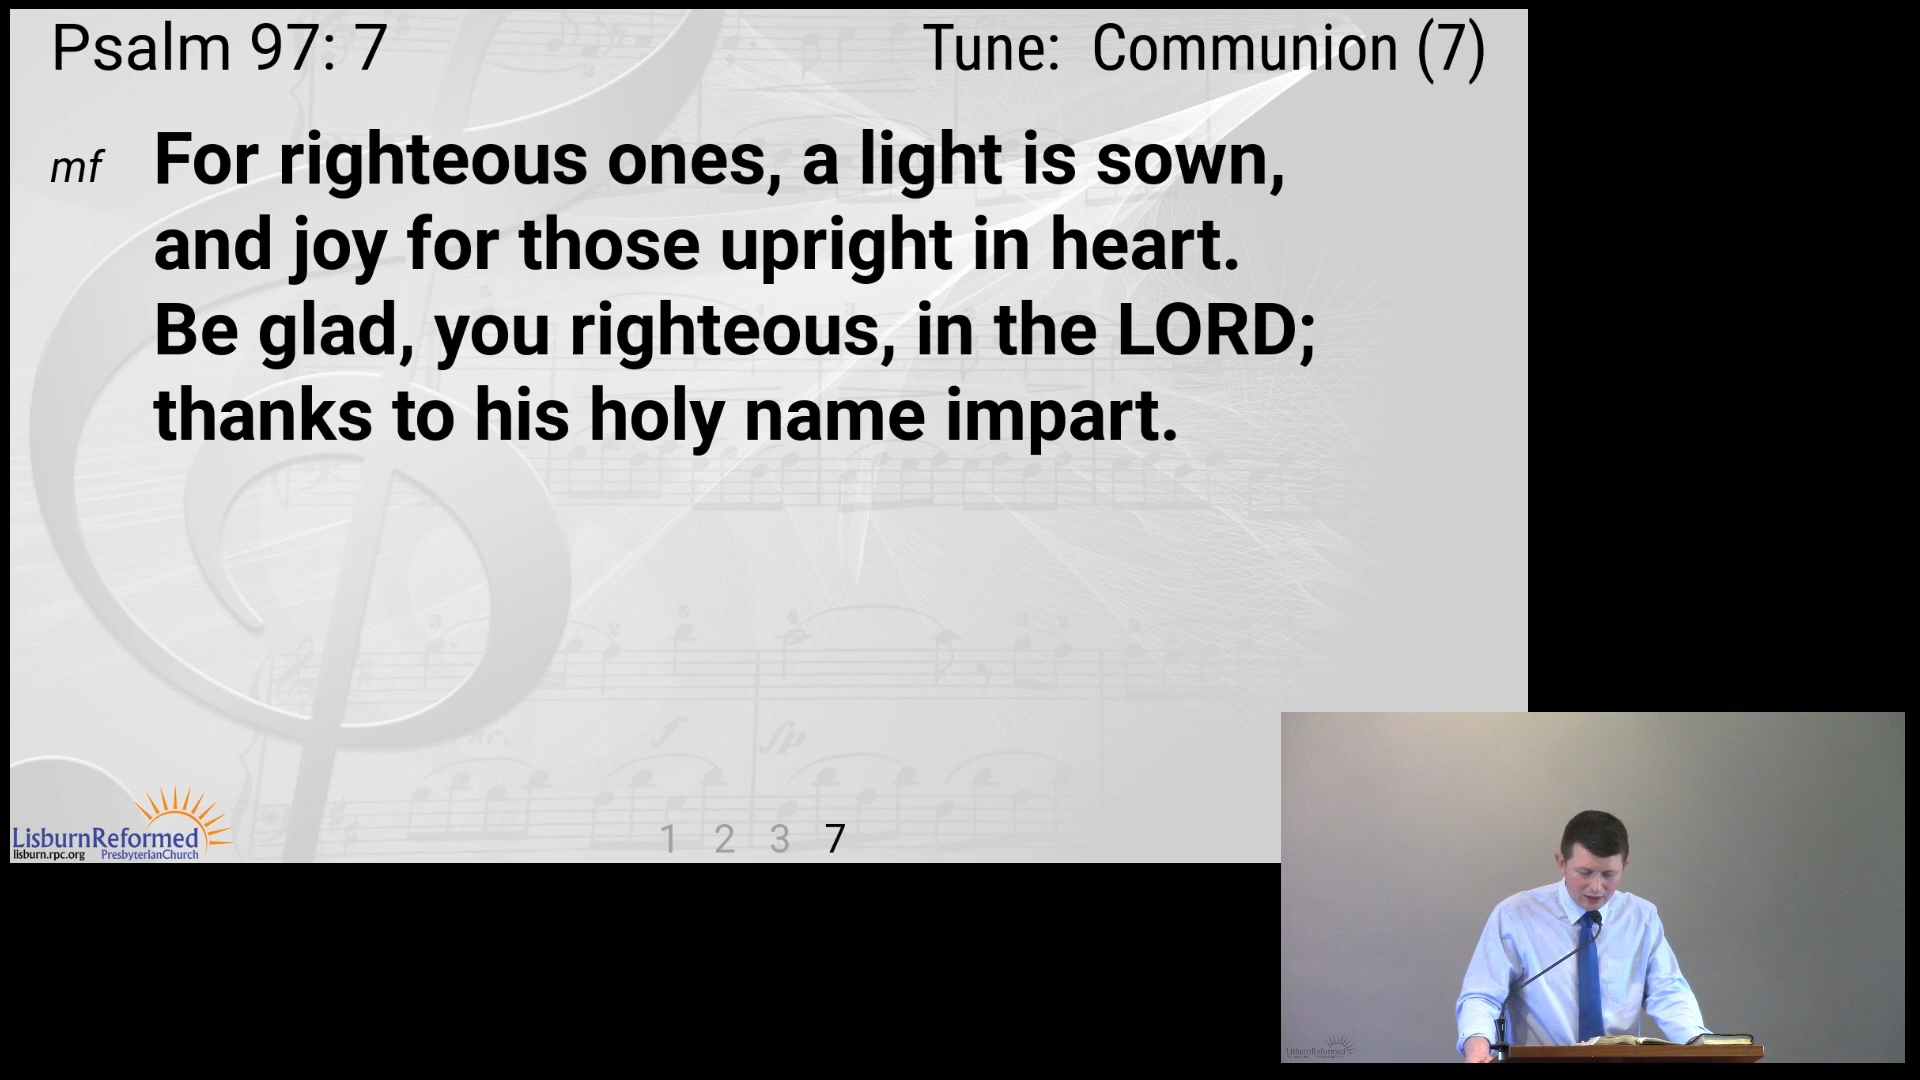 Psalm 97: 7
Tune: Communion (7)
mf For righteous ones, a light is sown,
and joy for those upright in heart.
Be glad, you righteous, in the LORD;
thanks to his holy name impart.
1 2 3 7
LisburnReformed
lisburn.rpc.org PresbyterianChurch
LisburnReformed